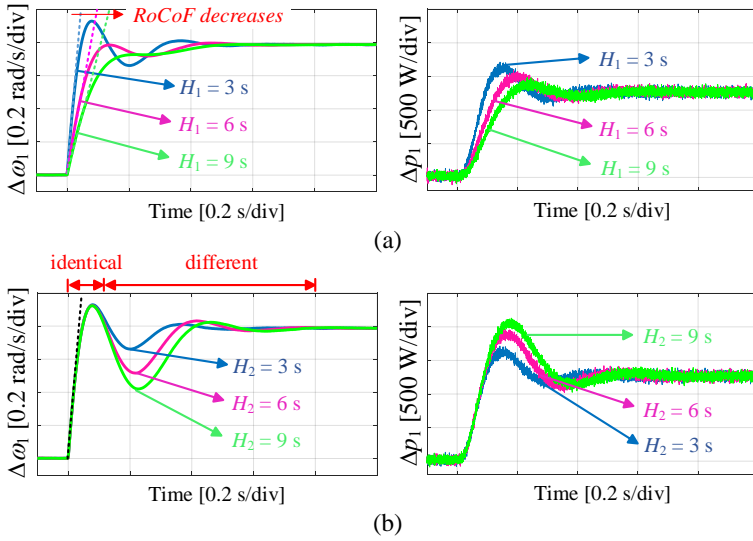 RoCoF decreases
Δω1 [0.2 rad/s/div]
H1 = 3 s
H1 = 6 s
H1 = 9 s
Time [0.2 s/div]
Δp1 [500 W/div]
H1 = 3 s
H1 = 6 s
H1 = 9 s
Time [0.2 s/div]
(a)
identical
different
Δω1 [0.2 rad/s/div]
H2 = 3 s
H2 = 6 s
H2 = 9 s
Time [0.2 s/div]
Δp1 [500 W/div]
H2 = 9 s
H2 = 6 s
H2 = 3 s
Time [0.2 s/div]
(b)